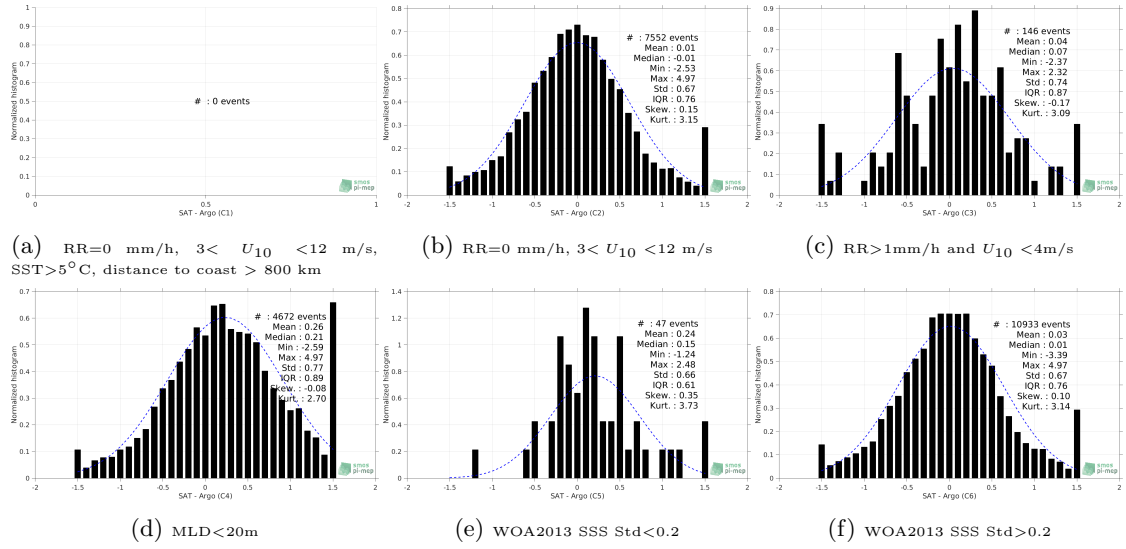 1
0.9
0.8
0.7
0.6
0.5
0.4
0.3
0.2
0.1
0
Normalized histogram
# : 0 events
0 0.5 1
SAT - Argo (C1)
smos
pi-mep
(a) RR=0 mm/h, 3< U10 <12 m/s,
SST>5°C, distance to coast > 800 km
0.8
0.7
0.6
0.5
0.4
0.3
0.2
0.1
0
Normalized histogram
# : 7552 events
Mean : 0.01
Median : -0.01
Min : -2.53
Max : 4.97
Std : 0.67
IQR : 0.76
Skew. : 0.15
Kurt. : 3.15
-2 -1.5 -1 -0.5 0 0.5 1 1.5 2
SAT - Argo (C2)
smos
pi-mep
(b) RR=0 mm/h, 3< U10 <12 m/s
0.9
0.8
0.7
0.6
0.5
0.4
0.3
0.2
0.1
0
Normalized histogram
# : 146 events
Mean : 0.04
Median : 0.07
Min : -2.37
Max : 2.32
Std : 0.74
IQR : 0.87
Skew. : -0.17
Kurt. : 3.09
-2 -1.5 -1 -0.5 0 0.5 1 1.5 2
SAT - Argo (C3)
smos
pi-mep
(c) RR>1mm/h and U10 <4m/s
0.7
0.6
0.5
0.4
0.3
0.2
0.1
0
Normalized histogram
# : 4672 events
Mean : 0.26
Median : 0.21
Min : -2.59
Max : 4.97
Std : 0.77
IQR : 0.89
Skew. : -0.08
Kurt. : 2.70
-2 -1.5 -1 -0.5 0 0.5 1 1.5 2
SAT - Argo (C4)
smos
pi-mep
(d) MLD<20m
1.4
1.2
1
0.8
0.6
0.4
0.2
0
Normalized histogram
# : 47 events
Mean : 0.24
Median : 0.15
Min : -1.24
Max : 2.48
Std : 0.66
IQR : 0.61
Skew. : 0.35
Kurt. : 3.73
-2 -1.5 -1 -0.5 0 0.5 1 1.5 2
SAT - Argo (C5)
smos
pi-mep
(e) WOA2013 SSS Std<0.2
0.8
0.7
0.6
0.5
0.4
0.3
0.2
0.1
0
Normalized histogram
# : 10933 events
Mean : 0.03
Median : 0.01
Min : -3.39
Max : 4.97
Std : 0.67
IQR : 0.76
Skew. : 0.10
Kurt. : 3.14
-2 -1.5 -1 -0.5 0 0.5 1 1.5 2
SAT - Argo (C6)
smos
pi-mep
(f) WOA2013 SSS Std>0.2